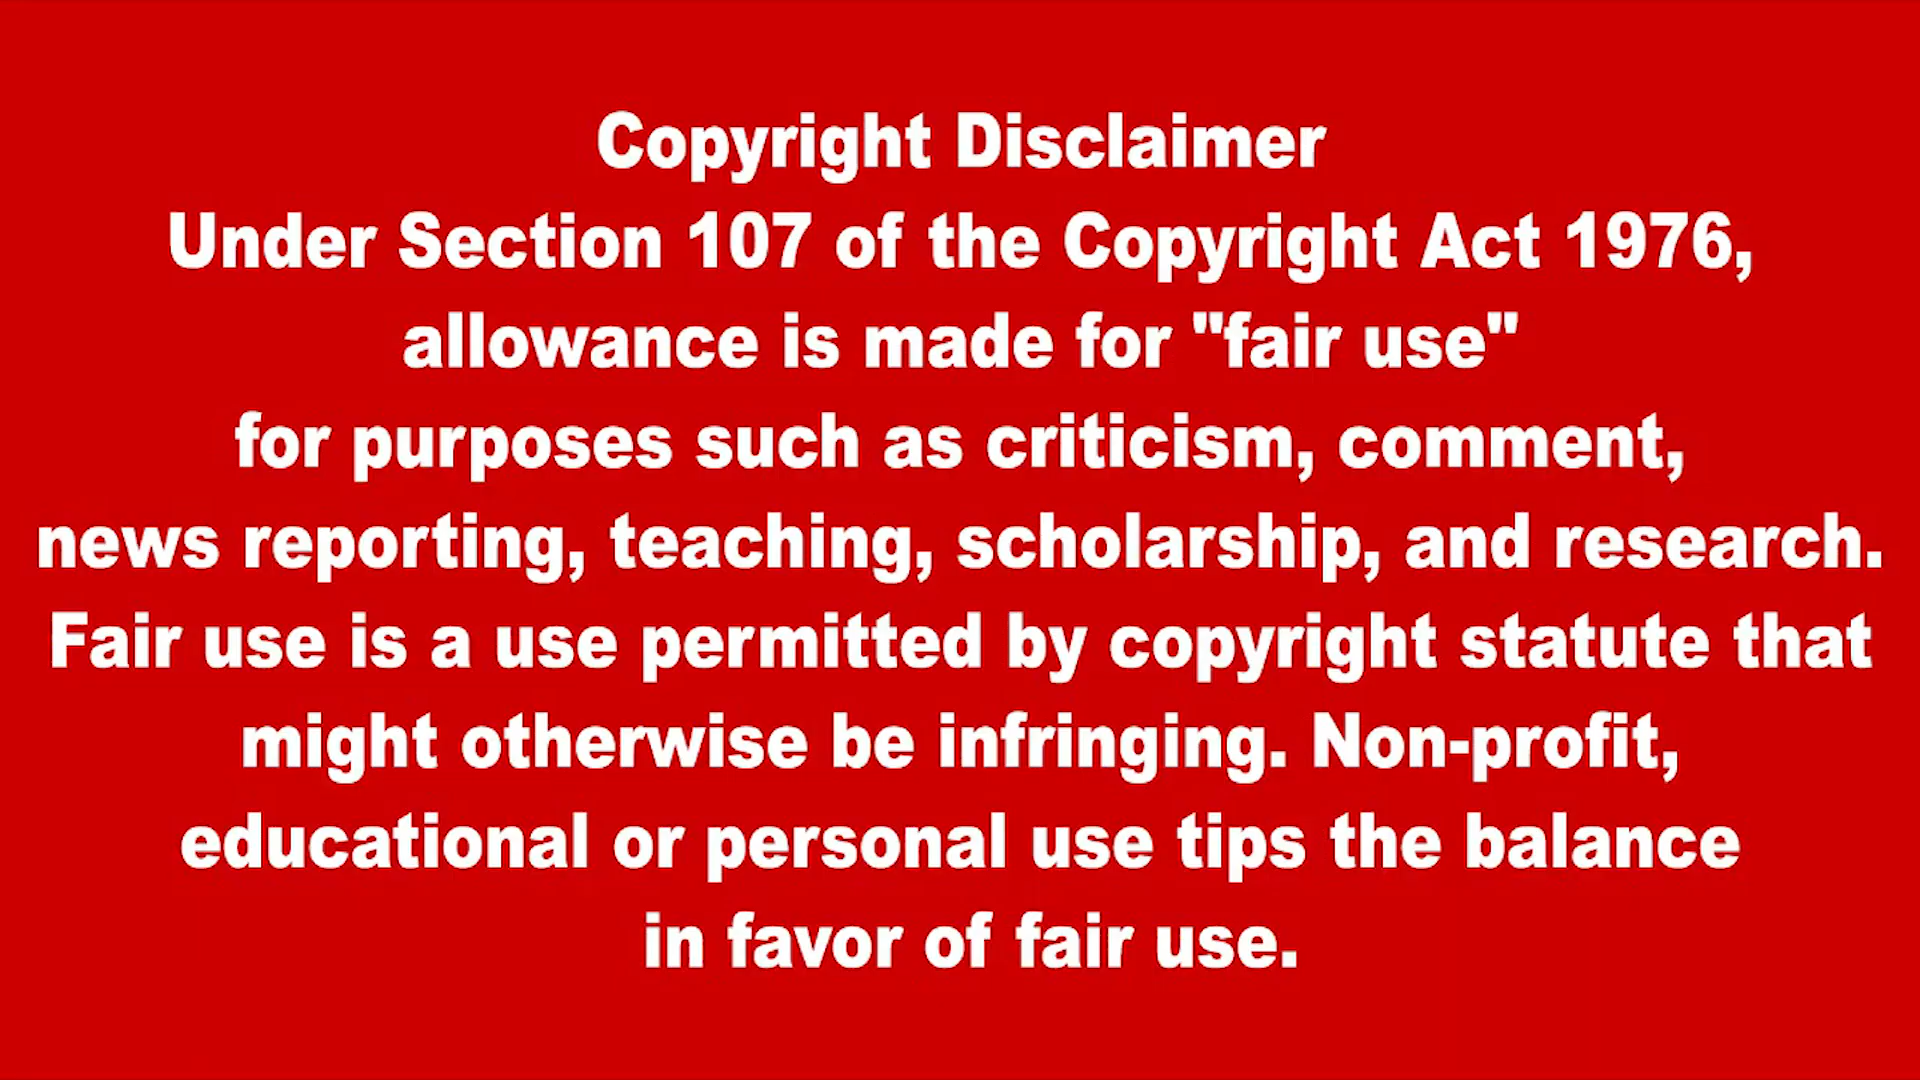 Copyright Disclaimer
Under Section 107 of the Copyright Act 1976,
allowance is made for "fair use"
for purposes such as criticism, comment,
news reporting, teaching, scholarship, and research.
Fair use is a use permitted by copyright statute that
might otherwise be infringing. Non-profit,
educational or personal use tips the balance
in favor of fair use.